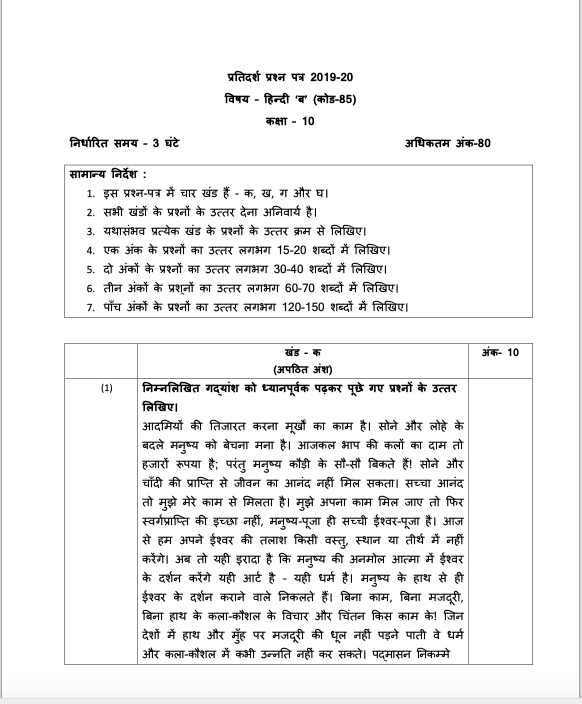 प्रतिदर्श प्रश्न पत्र 2019-20
विषय - हिन्दी 'ब' (कोड-85)
कक्षा - 10
निर्धारित समय - 3 घंटे अधिकतम अंक-80
सामान्य निर्देश :
1. इस प्रश्न-पत्र में चार खंड हैं - क, ख, ग और घ।
2. सभी खंडों के प्रश्नों के उत्तर देना अनिवार्य है।
3. यथासंभव प्रत्येक खंड के प्रश्नों के उत्तर क्रम से लिखिए।
4. एक अंक के प्रश्नों का उत्तर लगभग 15-20 शब्दों में लिखिए।
5. दो अंकों के प्रश्नों का उत्तर लगभग 30-40 शब्दों में लिखिए।
6. तीन अंकों के प्रश्नों का उत्तर लगभग 60-70 शब्दों में लिखिए।
7. पाँच अंकों के प्रश्नों का उत्तर लगभग 120-150 शब्दों में लिखिए।
खंड - क अंक- 10
(अपठित अंश)
(1) निम्नलिखित गद्यांश को ध्यानपूर्वक पढ़कर पूछे गए प्रश्नों के उत्तर
लिखिए।
आदमियों की तिजारत करना मूर्खों का काम है। सोने और लोहे के
बदले मनुष्य को बेचना मना है। आजकल भाप की कलों का दाम तो
हजारों रूपया है; परंतु मनुष्य कौड़ी के सौ-सौ बिकते हैं! सोने और
चाँदी की प्राप्ति से जीवन का आनंद नहीं मिल सकता। सच्चा आनंद
तो मुझे मेरे काम से मिलता है। मुझे अपना काम मिल जाए तो फिर
स्वर्गप्राप्ति की इच्छा नहीं, मनुष्य-पूजा ही सच्ची ईश्वर-पूजा है। आज
से हम अपने ईश्वर की तलाश किसी वस्तु, स्थान या तीर्थ में नहीं
करेंगे। अब तो यही इरादा है कि मनुष्य की अनमोल आत्मा में ईश्वर
के दर्शन करेंगे यही आर्ट है - यही धर्म है। मनुष्य के हाथ से ही
ईश्वर के दर्शन कराने वाले निकलते हैं। बिना काम, बिना मजदूरी,
बिना हाथ के कला-कौशल के विचार और चिंतन किस काम के! जिन
देशों में हाथ और मुँह पर मजदूरी की धूल नहीं पड़ने पाती वे धर्म
और कला-कौशल में कभी उन्नति नहीं कर सकते। पद्मासन निकम्मे